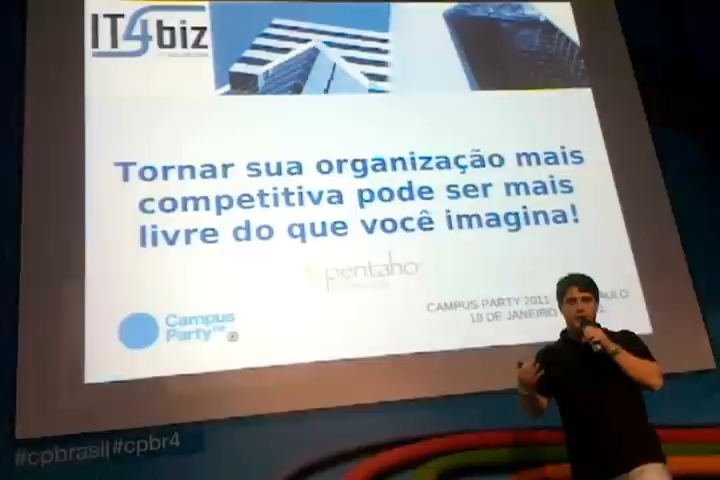 IT4biz
Tornar sua organização mais
competitiva pode ser mais
livre do que você imagina!
pentaho
Campus
Party
CAMPUS PARTY 2011
18 DE JANEIRO
#cpbrasil #cpbr4